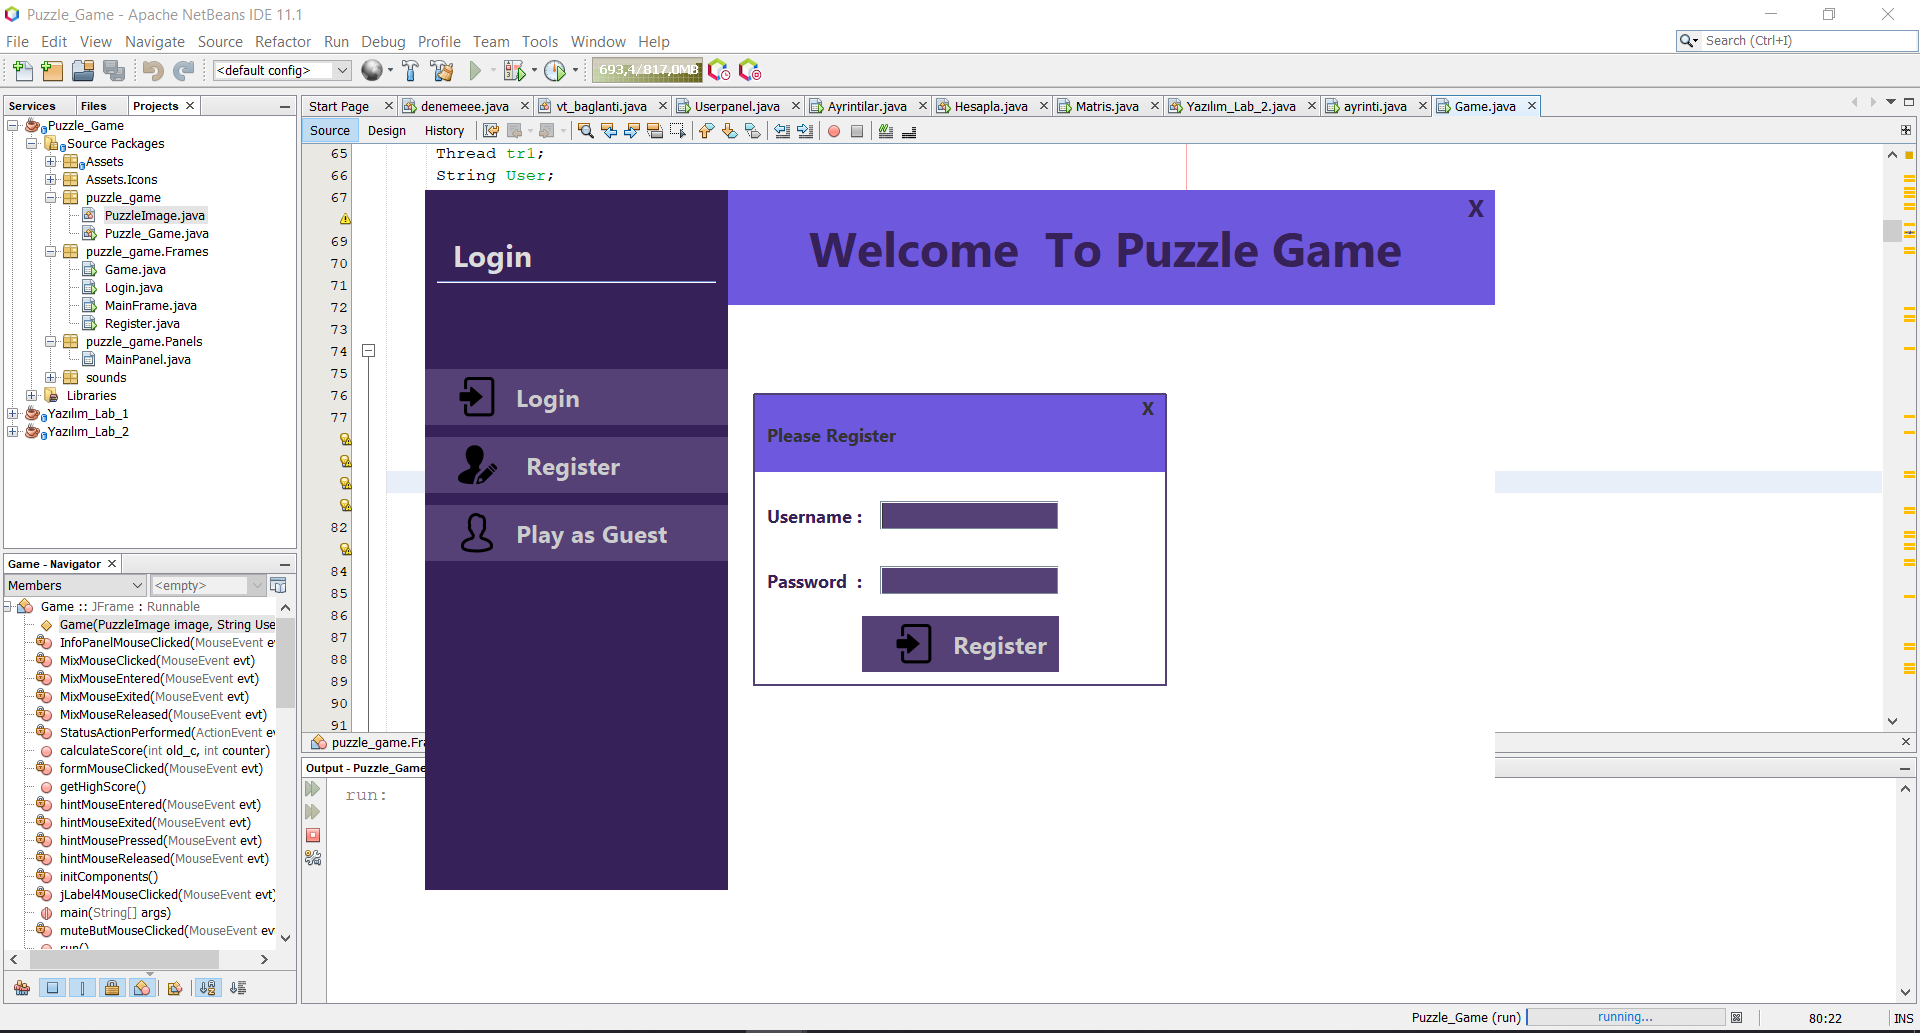 Puzzle_Game - Apache NetBeans IDE 11.1
File Edit View Navigate Source Refactor Run Debug Profile Team Tools Window Help
Search (Ctrl+I)
<default config>
693,4/817,0MB
Services Files Projects
Start Page denemeee.java vt_baglanti.java Userpanel.java Ayrintilar.java Hesapla.java Matris.java Yazılım_Lab_2.java ayrinti.java Game.java
Source Design History
Puzzle_Game
Source Packages
Assets
Assets.Icons
puzzle_game
PuzzleImage.java
Puzzle_Game.java
puzzle_game.Frames
Game.java
Login.java
MainFrame.java
Register.java
puzzle_game.Panels
MainPanel.java
sounds
Libraries
Yazılım_Lab_1
Yazılım_Lab_2
65 Thread tr1;
66 String User;
67
69
70
71
72
73
74
75
76
77
82
84
85
86
87
88
89
90
91
Login
X
Welcome To Puzzle Game
Login
Register
Play as Guest
X
Please Register
Username :
Password :
Register
Game - Navigator
Members <empty>
Game :: JFrame : Runnable
Game(PuzzleImage image, String Use
InfoPanelMouseClicked(MouseEvent ev
MixMouseClicked(MouseEvent evt)
MixMouseEntered(MouseEvent evt)
MixMouseExited(MouseEvent evt)
MixMouseReleased(MouseEvent evt)
StatusActionPerformed(ActionEvent ev
calculateScore(int old_c, int counter)
formMouseClicked(MouseEvent evt)
getHighScore()
hintMouseEntered(MouseEvent evt)
hintMouseExited(MouseEvent evt)
hintMousePressed(MouseEvent evt)
hintMouseReleased(MouseEvent evt)
initComponents()
jLabel4MouseClicked(MouseEvent evt)
main(String[] args)
muteButMouseClicked(MouseEvent ev
run()
puzzle_game.Fra
Output - Puzzle_Game
run:
Puzzle_Game (run) running... 80:22 INS